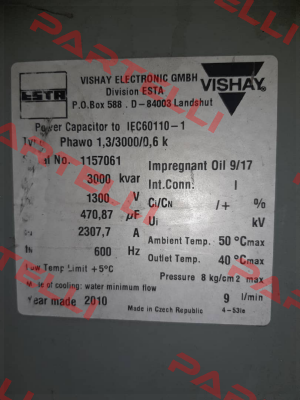 VISHAY ELECTRONIC GMBH
Division ESTA
P.O.Box 588 . D-84003 Landshut
ESTA
VISHAY
Power Capacitor to IEC60110-1
Phawo 1,3/3000/0,6 k
No. 1157061
Impregnant Oil 9/17
3000 kvar
Int.Conn: I
1300 V
Ci/CN /+ %
470,87 µF
Ui kV
2307,7 A
Ambient Temp. 50°Cmax
600 Hz
Outlet Temp. 40°Cmax
Temp Limit +5°C
Pressure 8 kg/cm2 max
of cooling: water minimum flow
9 l/min
Year made 2010
Made in Czech Republic
4-53ie
PARTELLI